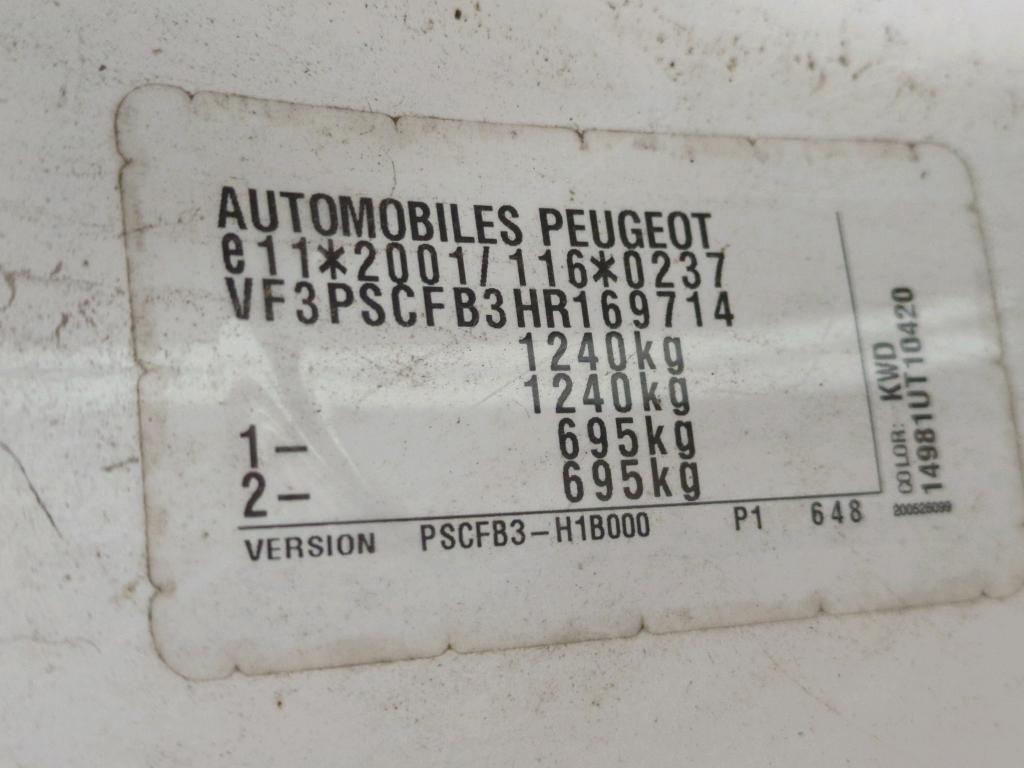 AUTOMOBILES PEUGEOT
e11*2001/116*0237
VF3PSCFB3HR169714
1240kg
1240kg
1- 695kg
2- 695kg
VERSION PSCFB3-H1B000 P1 648
COLOR: KWD
14981UT10420